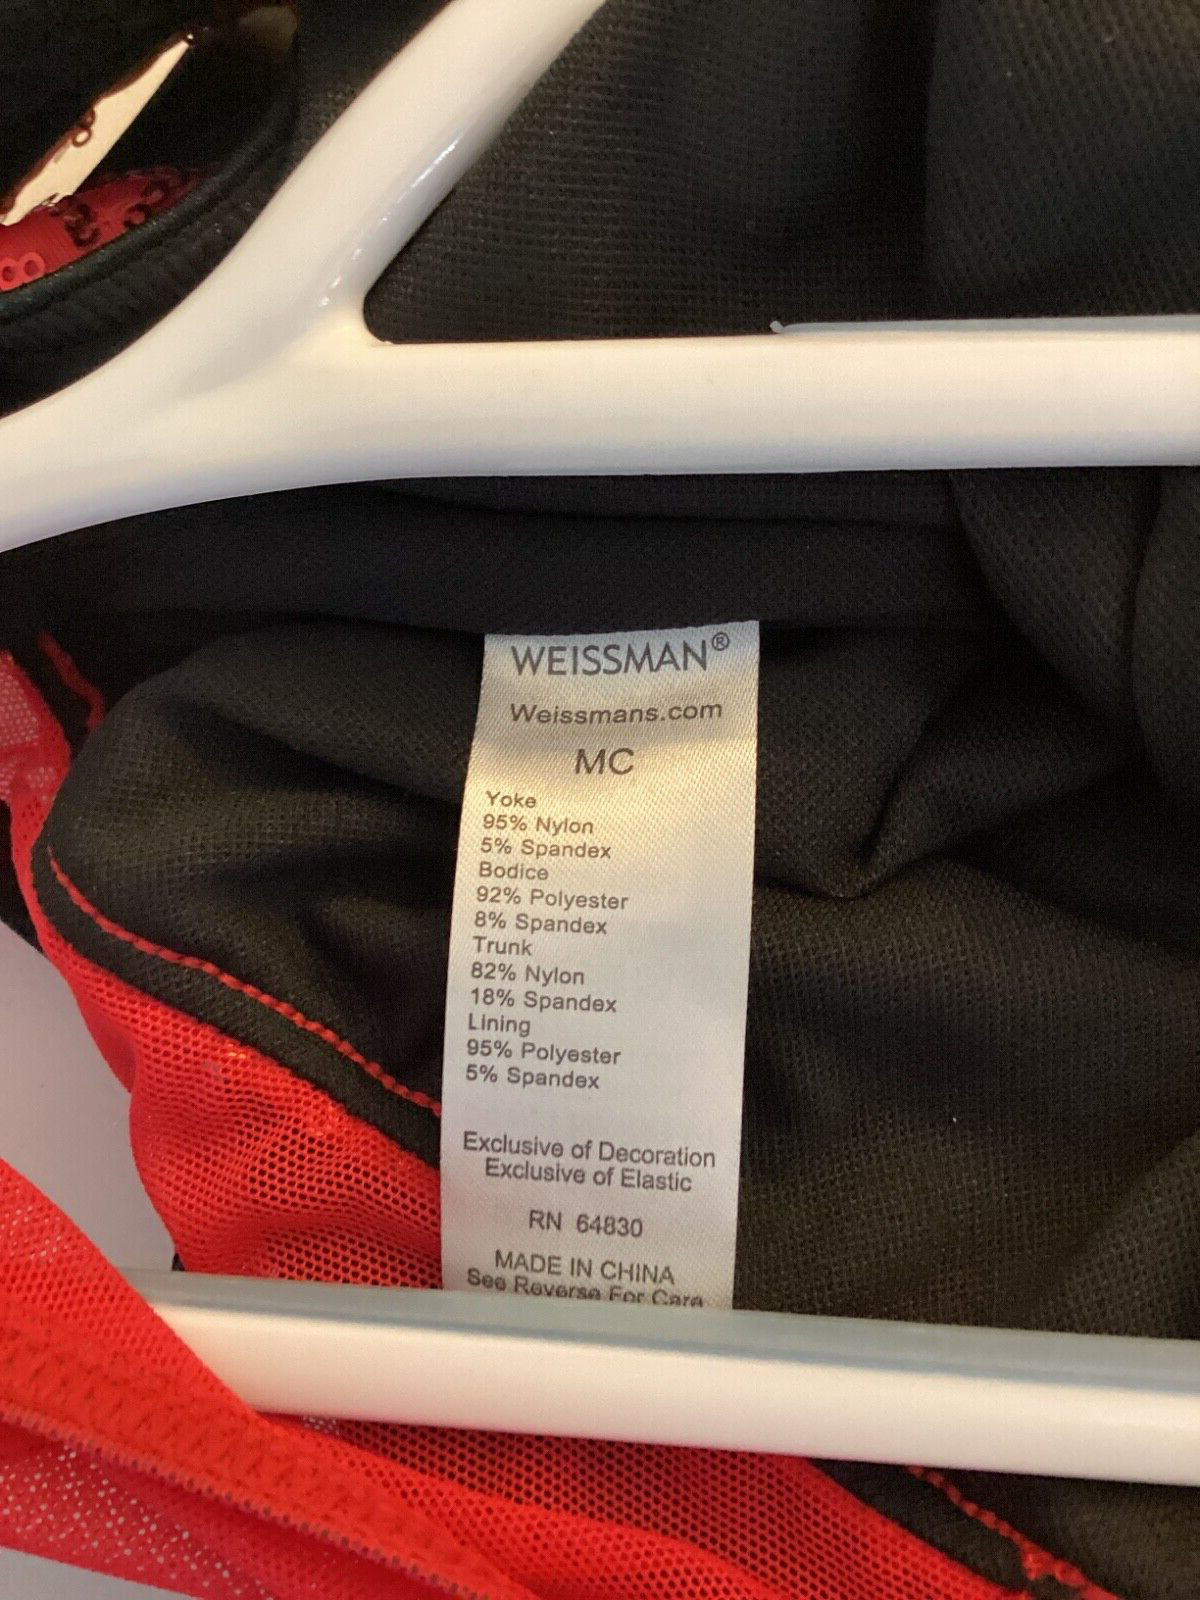 WEISSMAN®
Weissmans.com
MC
Yoke
95% Nylon
5% Spandex
Bodice
92% Polyester
8% Spandex
Trunk
82% Nylon
18% Spandex
Lining
95% Polyester
5% Spandex
Exclusive of Decoration
Exclusive of Elastic
RN 64830
MADE IN CHINA
See Reverse For Care